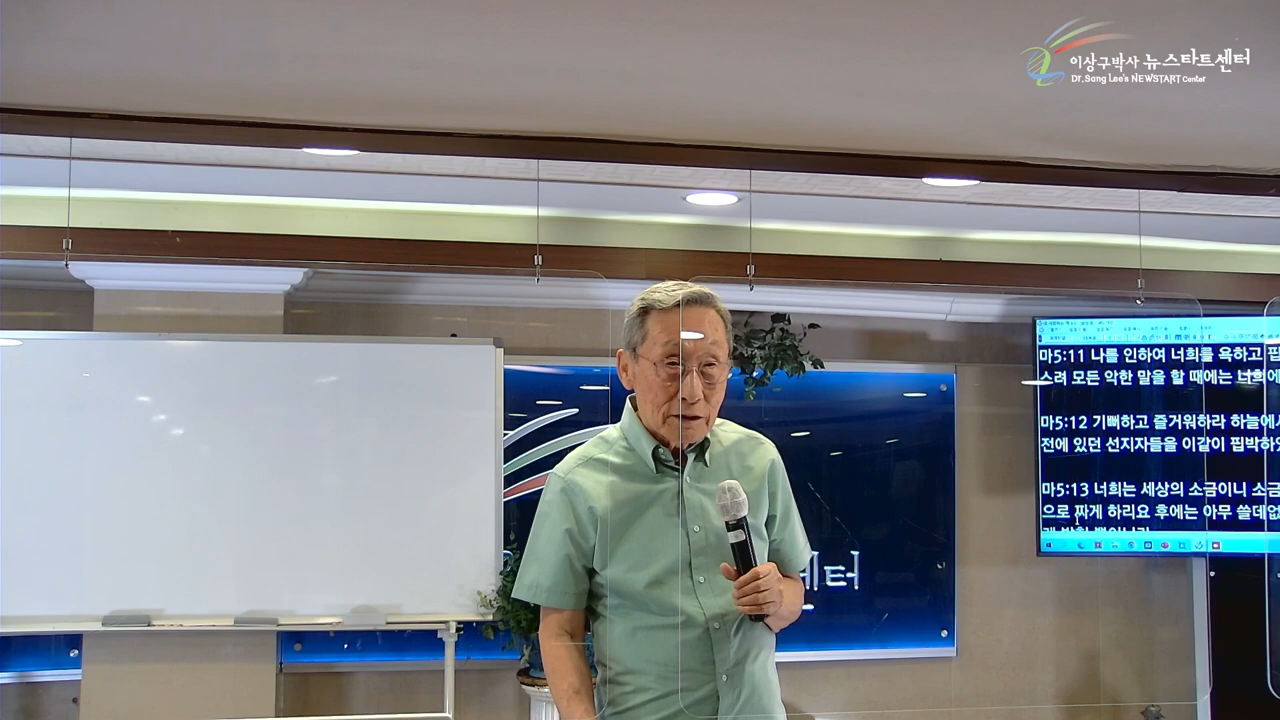 이상구박사 뉴스타트센터
Dr. Sang Lee's NEWSTART Center
마5:11 나를 인하여 너희를 욕하고
스려 모든 악한 말을 할 때에는 너희에
마5:12 기뻐하고 즐거워하라 하늘에서
전에 있던 선지자들을 이같이 핍박하였
마5:13 너희는 세상의 소금이니 소금
으로 짜게 하리요 후에는 아무 쓸데없
센터